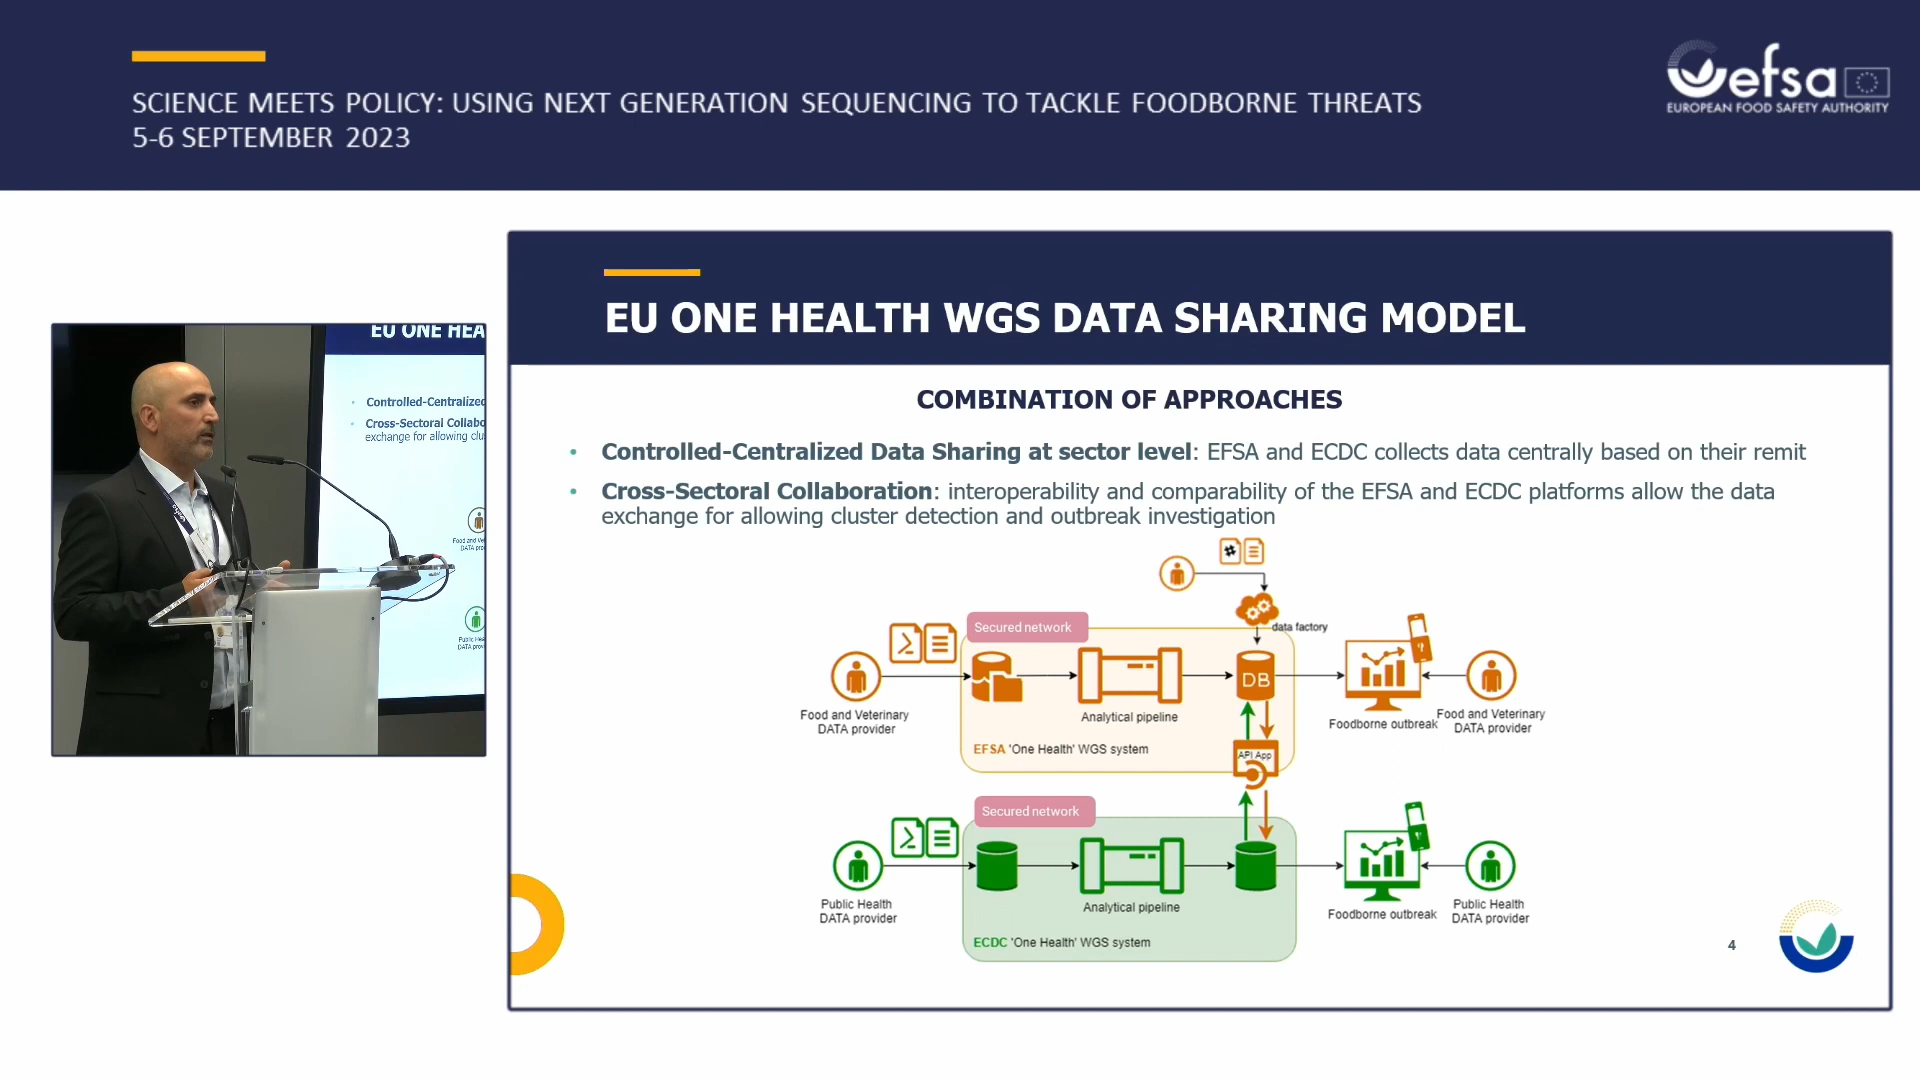 SCIENCE MEETS POLICY: USING NEXT GENERATION SEQUENCING TO TACKLE FOODBORNE THREATS
5-6 SEPTEMBER 2023
efsa
EUROPEAN FOOD SAFETY AUTHORITY
EU ONE HEA
Controlled-Centralized
Cross-Sectoral Collabo
exchange for allowing clu
EU ONE HEALTH WGS DATA SHARING MODEL
COMBINATION OF APPROACHES
• Controlled-Centralized Data Sharing at sector level: EFSA and ECDC collects data centrally based on their remit
• Cross-Sectoral Collaboration: interoperability and comparability of the EFSA and ECDC platforms allow the data
exchange for allowing cluster detection and outbreak investigation
data factory
Secured network
DB
Food and Veterinary
DATA provider
Analytical pipeline
Foodborne outbreak
Food and Veterinary
DATA provider
EFSA 'One Health' WGS system
API App
Secured network
Public Health
DATA provider
Analytical pipeline
Foodborne outbreak
Public Health
DATA provider
ECDC 'One Health' WGS system
4